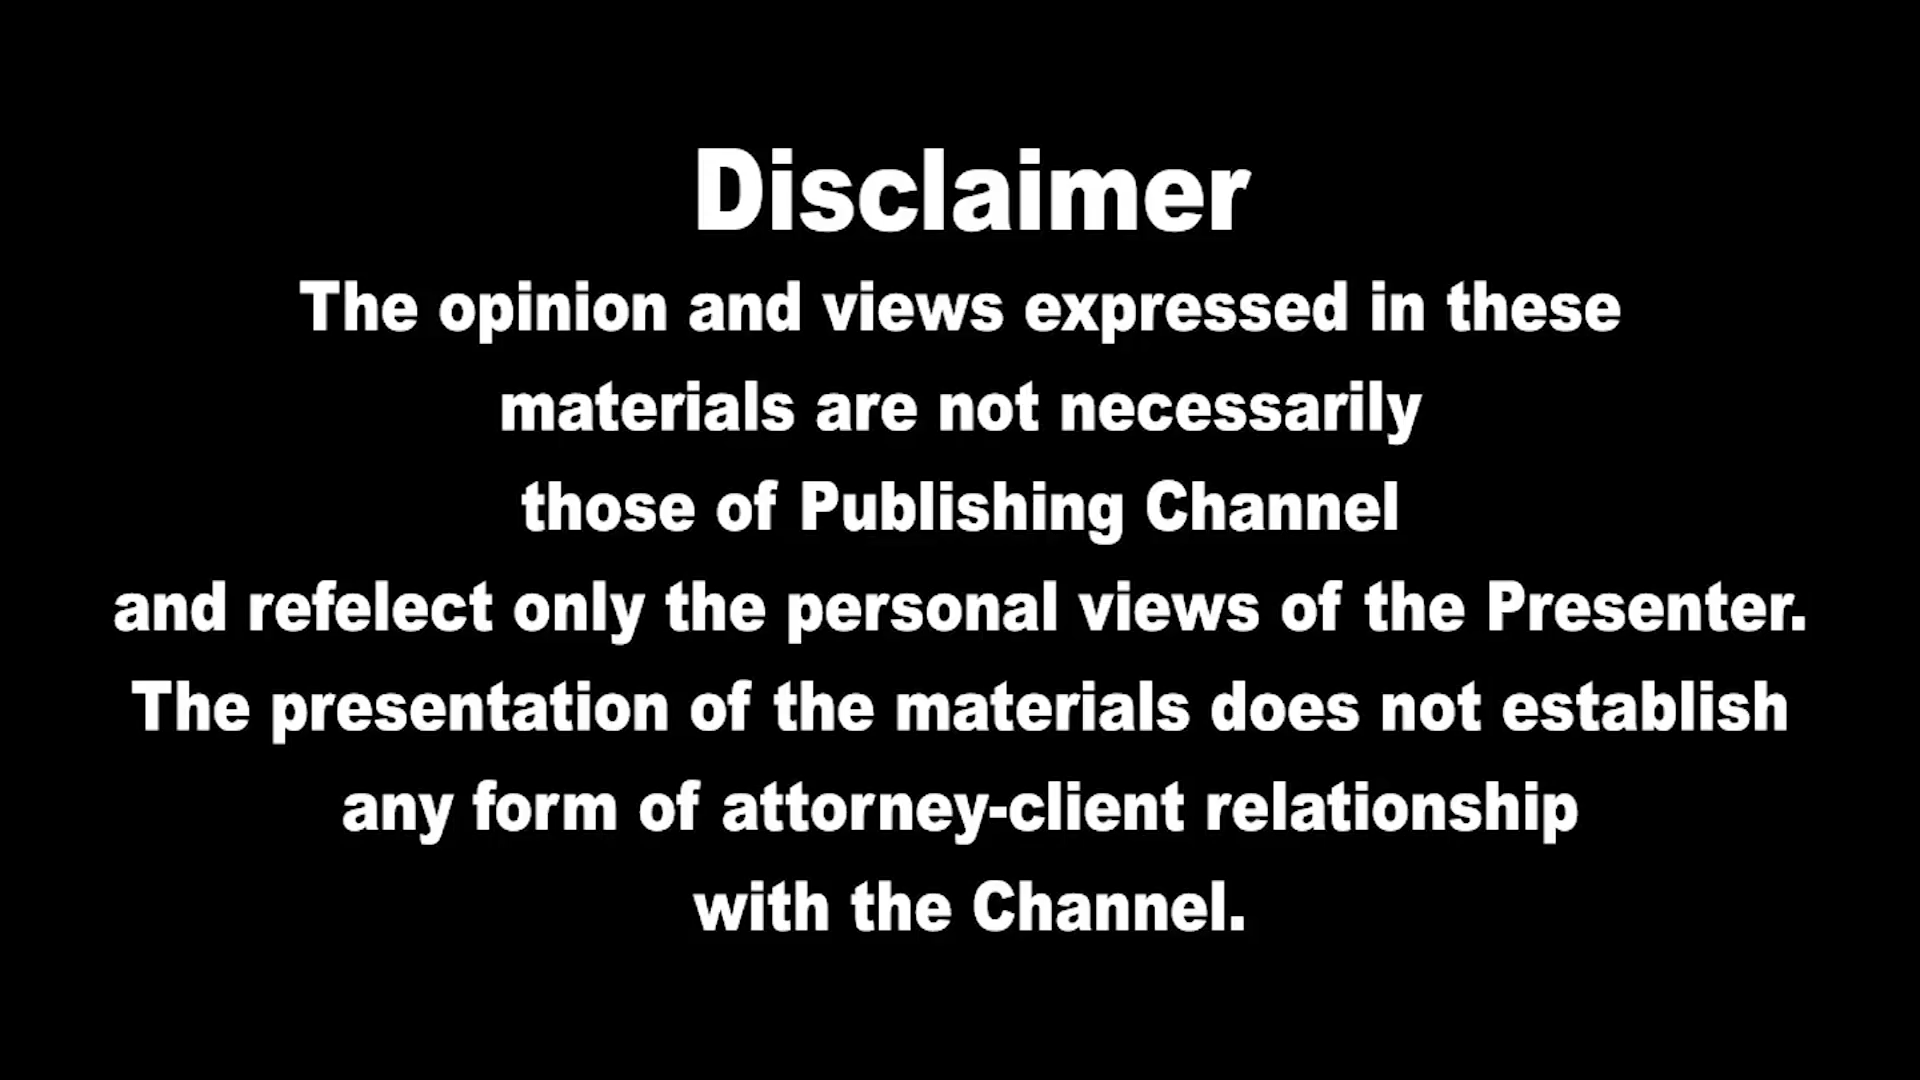 Disclaimer
The opinion and views expressed in these
materials are not necessarily
those of Publishing Channel
and refelect only the personal views of the Presenter.
The presentation of the materials does not establish
any form of attorney-client relationship
with the Channel.